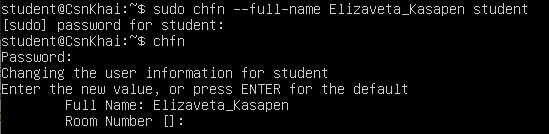 student@CsnKhai:~$ sudo chfn --full-name Elizaveta_Kasapen student
[sudo] password for student:
student@CsnKhai:~$ chfn
Password:
Changing the user information for student
Enter the new value, or press ENTER for the default
        Full Name: Elizaveta_Kasapen
        Room Number []: